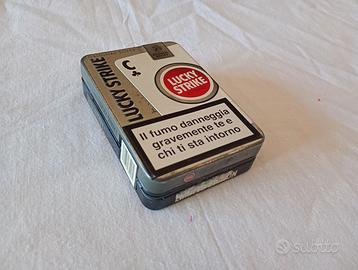 LUCKY STRIKE
LUCKY
STRIKE
Il fumo danneggia
gravemente te e
chi ti sta intorno
subito